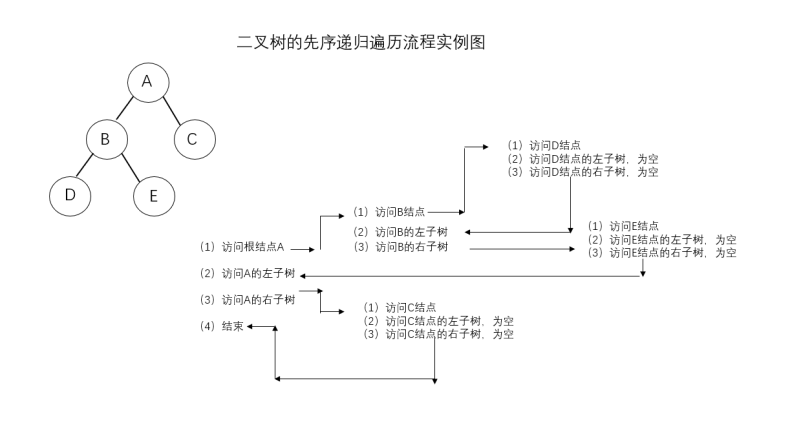 二叉树的先序递归遍历流程实例图
A
B
C
D
E
(1) 访问D结点
(2) 访问D结点的左子树，为空
(3) 访问D结点的右子树，为空
(1) 访问B结点
(2) 访问B的左子树
(3) 访问B的右子树
(1) 访问E结点
(2) 访问E结点的左子树，为空
(3) 访问E结点的右子树，为空
(1) 访问根结点A
(2) 访问A的左子树
(3) 访问A的右子树
(4) 结束
(1) 访问C结点
(2) 访问C结点的左子树，为空
(3) 访问C结点的右子树，为空